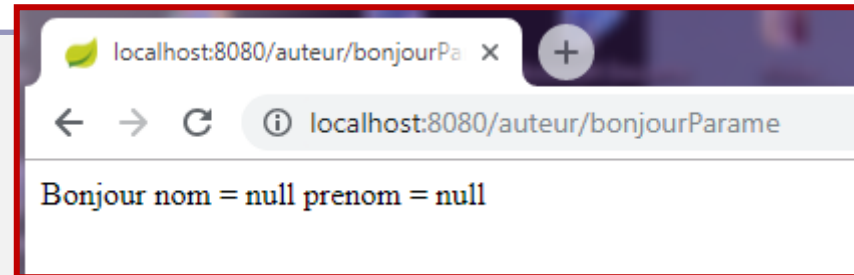 localhost:8080/auteur/bonjourPa
localhost:8080/auteur/bonjourParame
Bonjour nom = null prenom = null